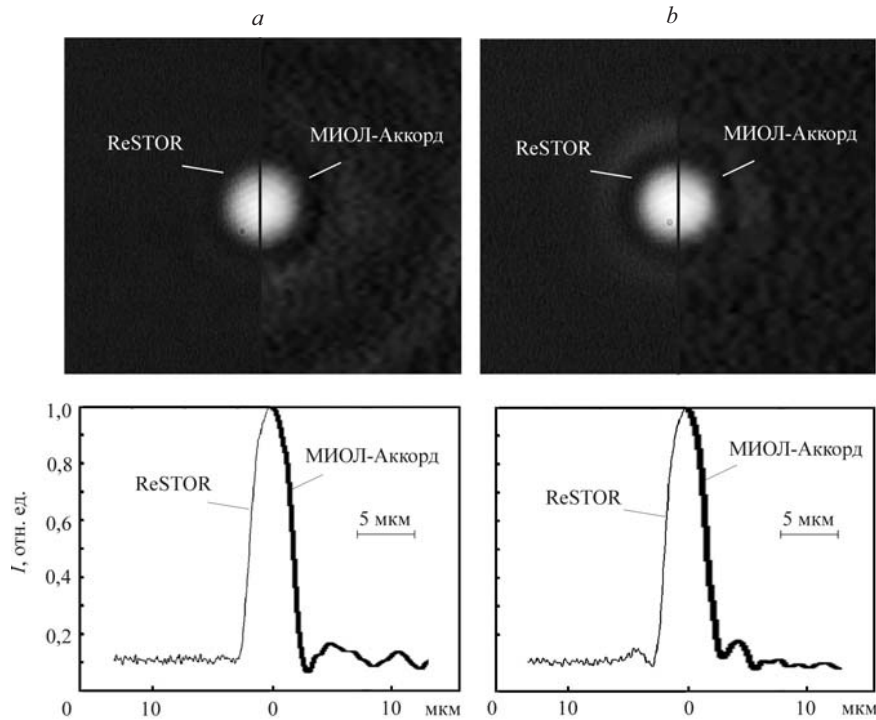 a
b
ReSTOR
МИОЛ-Аккорд
ReSTOR
МИОЛ-Аккорд
I, отн. ед.
1,0
0,8
0,6
0,4
0,2
0
10
0
10
мкм
ReSTOR
МИОЛ-Аккорд
5 мкм
0
10
0
10
мкм
ReSTOR
МИОЛ-Аккорд
5 мкм